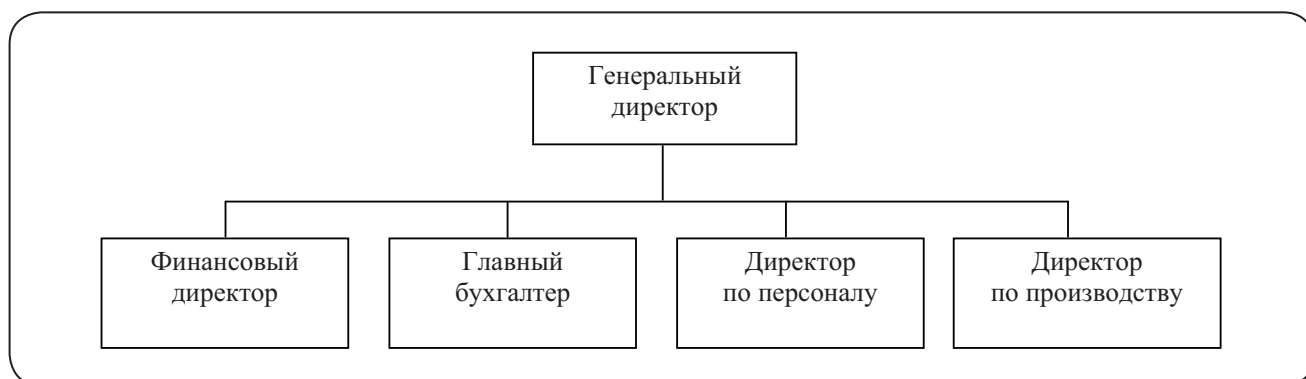 Генеральный
директор
Финансовый
директор
Главный
бухгалтер
Директор
по персоналу
Директор
по производству